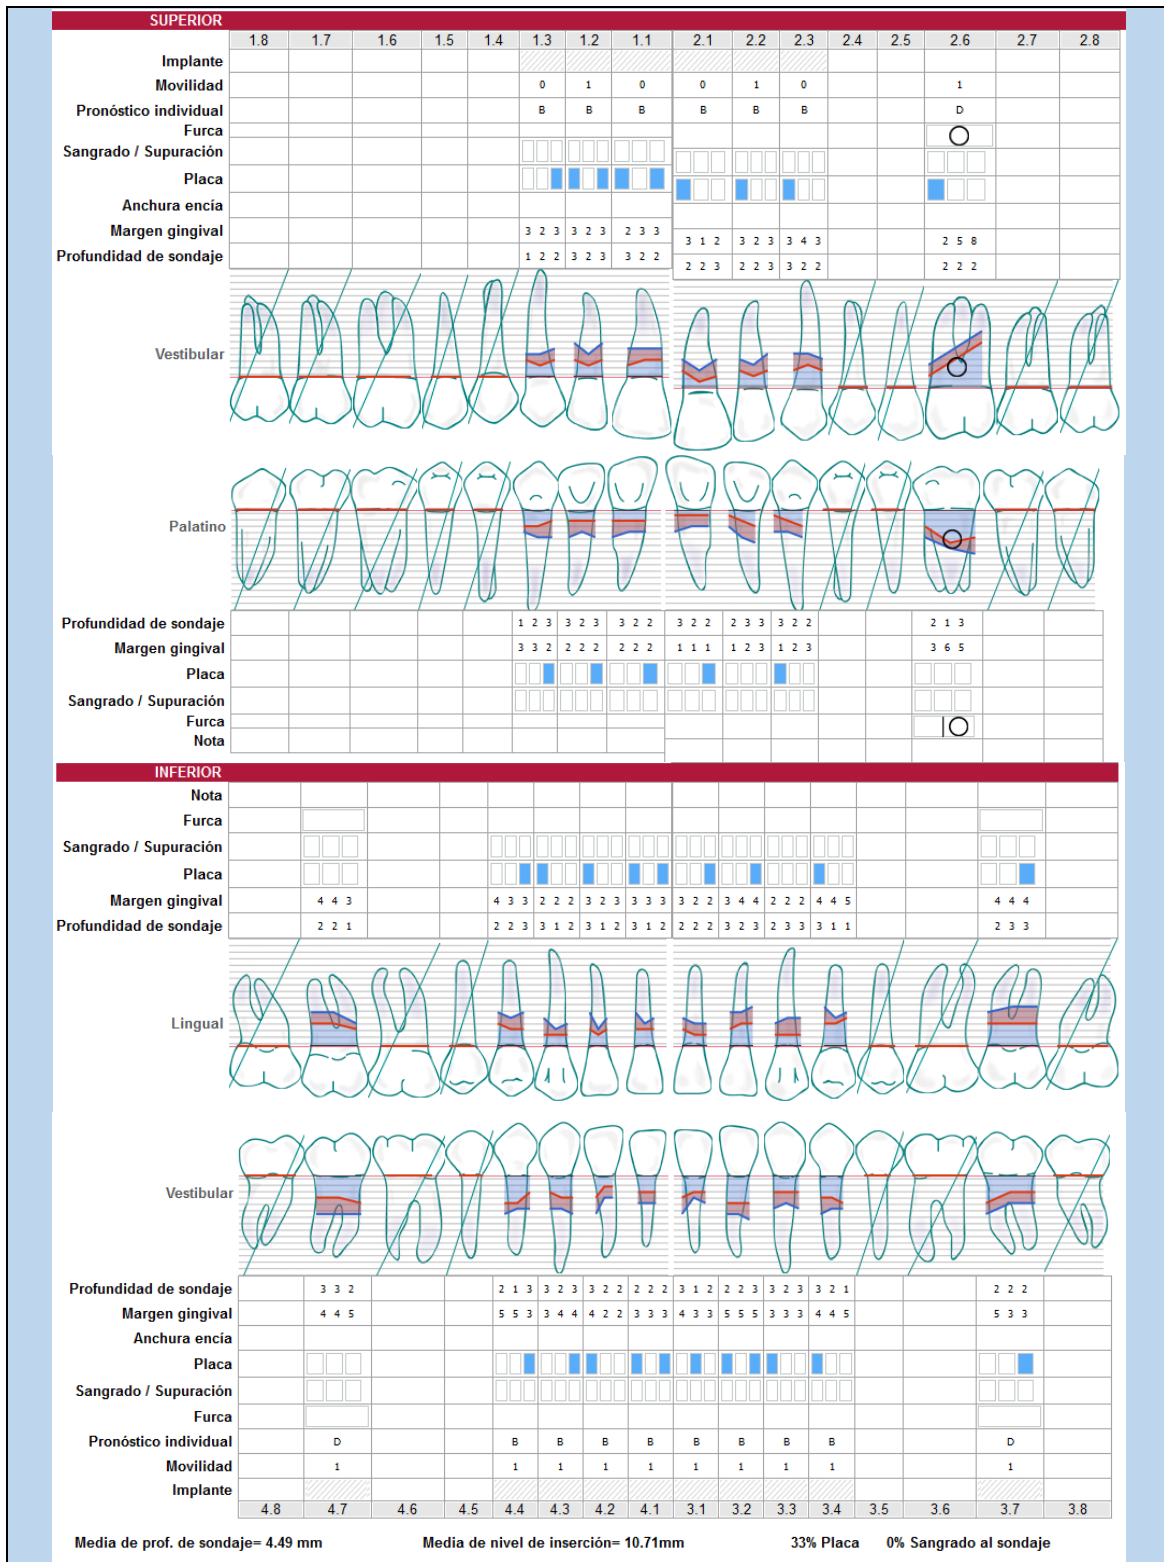 SUPERIOR
1.8 1.7 1.6 1.5 1.4 1.3 1.2 1.1 2.1 2.2 2.3 2.4 2.5 2.6 2.7 2.8
Implante
Movilidad 0 1 0 0 1 0 1
Pronóstico individual B B B B B B D
Furca
Sangrado / Supuración
Placa
Anchura encía
Margen gingival 3 2 3 3 2 3 2 3 3 3 1 2 3 2 3 3 4 3 2 5 8
Profundidad de sondaje 1 2 2 3 2 3 3 2 2 2 2 3 2 2 3 3 2 2 2 2 2
Vestibular
Palatino
Profundidad de sondaje 1 2 3 3 2 3 3 2 2 3 2 2 2 3 3 3 2 2 2 1 3
Margen gingival 3 3 2 2 2 2 2 2 2 1 1 1 1 2 3 1 2 3 3 6 5
Placa
Sangrado / Supuración
Furca
Nota
INFERIOR
Nota
Furca
Sangrado / Supuración
Placa
Margen gingival 4 4 3 4 3 3 2 2 2 3 2 3 3 3 3 3 2 2 3 4 4 2 2 2 4 4 5 4 4 4
Profundidad de sondaje 2 2 1 2 2 3 3 1 2 3 1 2 3 1 2 2 2 2 3 2 3 2 3 3 3 1 1 2 3 3
Lingual
Vestibular
Profundidad de sondaje 3 3 2 2 1 3 3 2 3 3 2 2 2 2 2 3 1 2 2 2 3 3 2 3 3 2 1 2 2 2
Margen gingival 4 4 5 5 5 3 3 4 4 4 2 2 3 3 3 4 3 3 5 5 5 3 3 3 4 4 5 5 3 3
Anchura encía
Placa
Sangrado / Supuración
Furca
Pronóstico individual D B B B B B B B B D
Movilidad 1 1 1 1 1 1 1 1 1 1
Implante
4.8 4.7 4.6 4.5 4.4 4.3 4.2 4.1 3.1 3.2 3.3 3.4 3.5 3.6 3.7 3.8
Media de prof. de sondaje= 4.49 mm Media de nivel de inserción= 10.71mm 33% Placa 0% Sangrado al sondaje